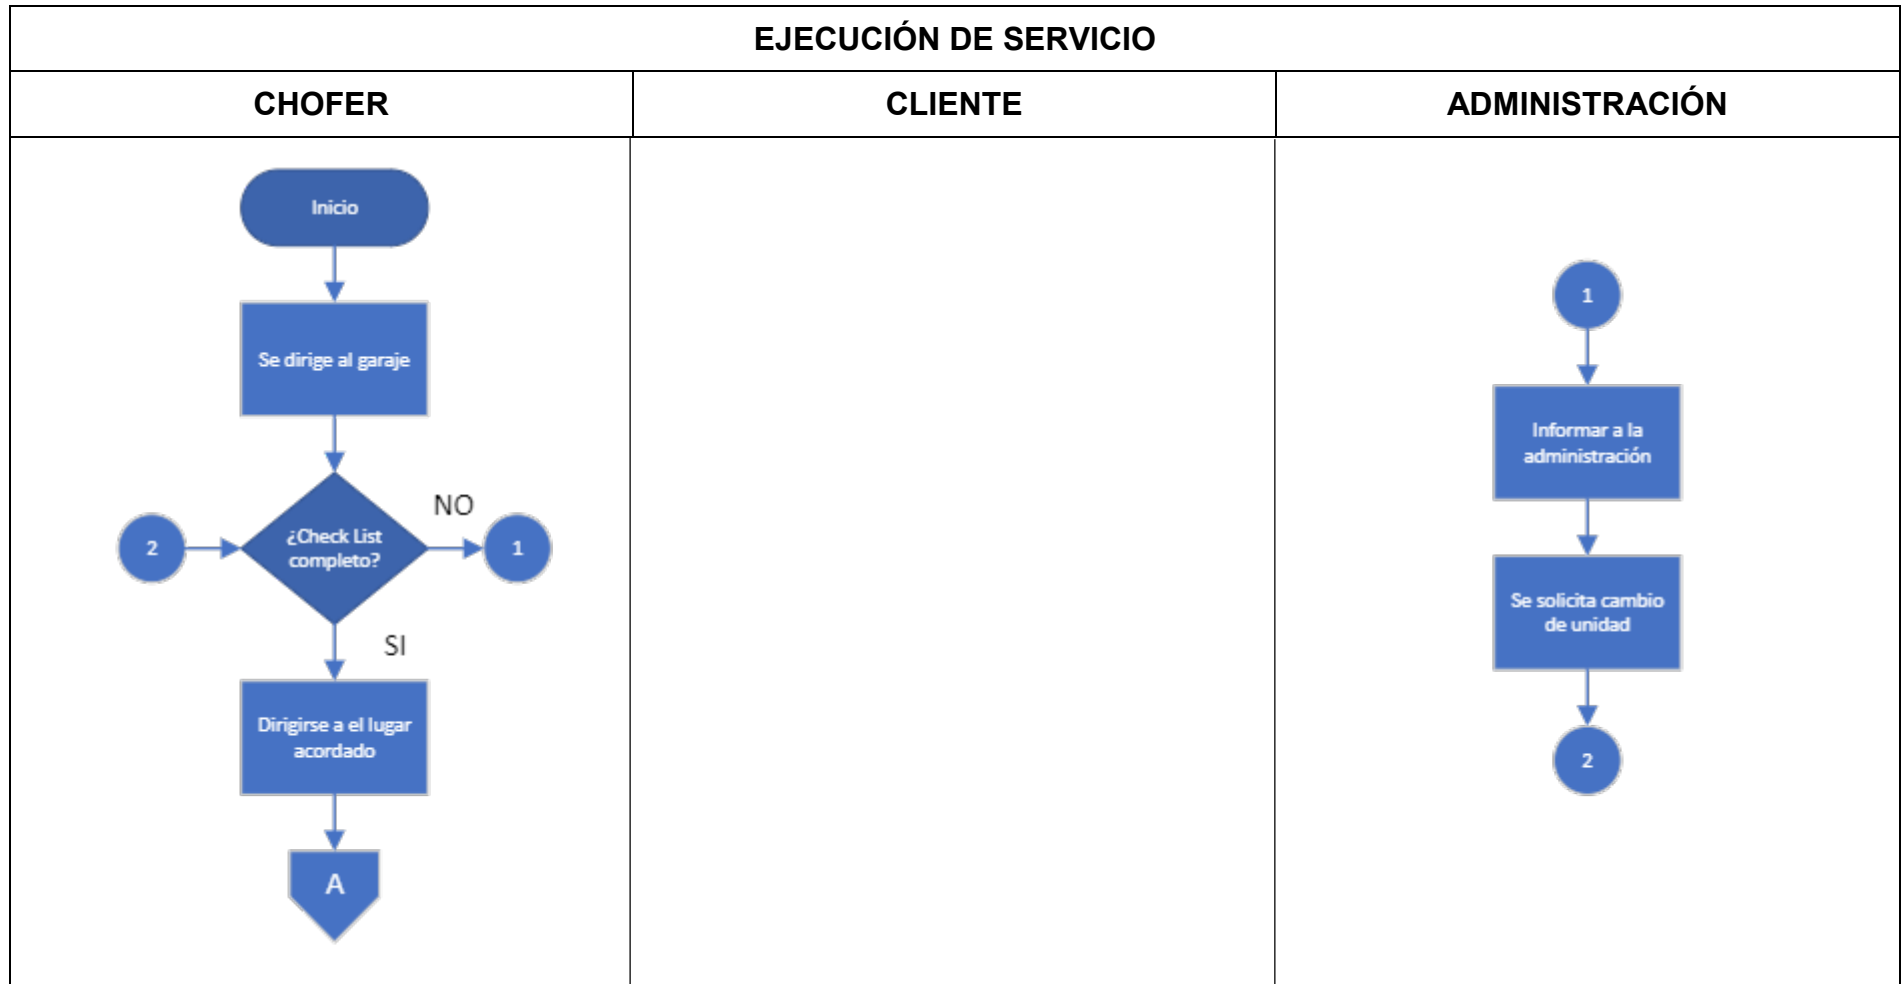 EJECUCIÓN DE SERVICIO
CHOFER
CLIENTE
ADMINISTRACIÓN
Inicio
Se dirige al garaje
¿Check List
completo?
NO
1
2
SI
Dirigirse a el lugar
acordado
A
1
Informar a la
administración
Se solicita cambio
de unidad
2